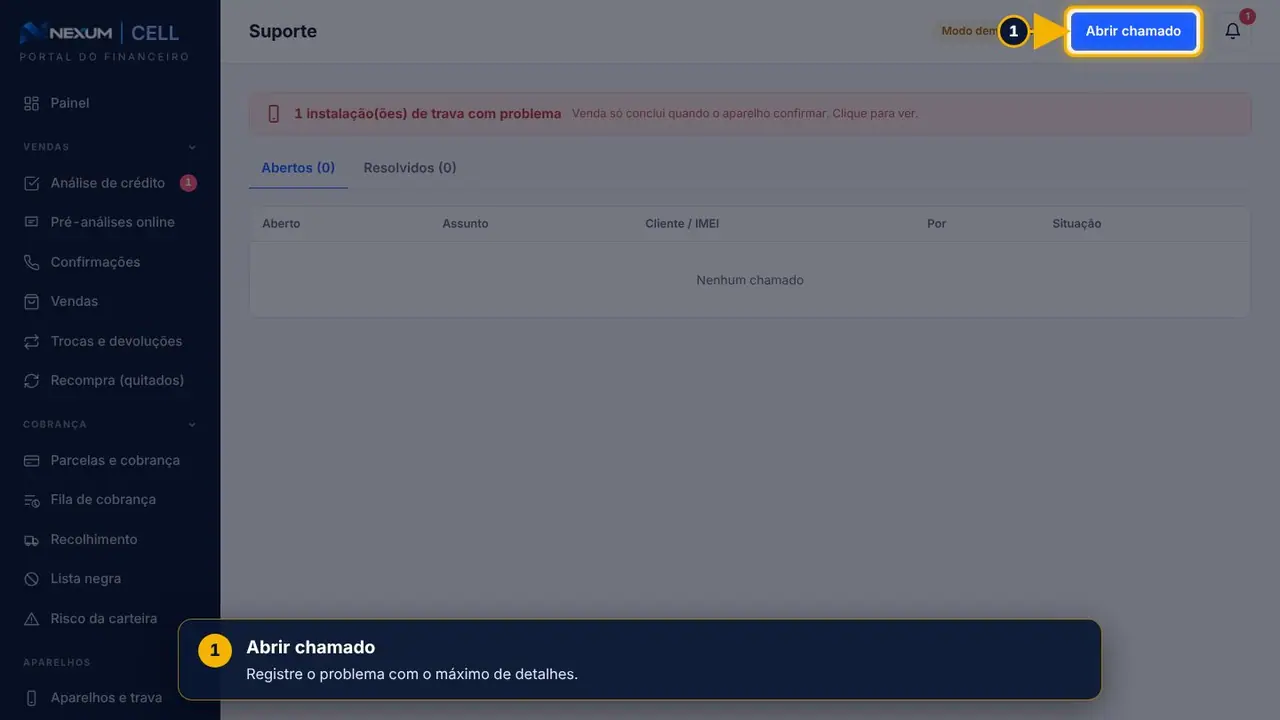 NEXUM | CELL
PORTAL DO FINANCEIRO
Painel
VENDAS
Análise de crédito 1
Pré-análises online
Confirmações
Vendas
Trocas e devoluções
Recompra (quitados)
COBRANÇA
Parcelas e cobrança
Fila de cobrança
Recolhimento
Lista negra
Risco da carteira
APARELHOS
Aparelhos e trava
Suporte
Modo dem
1
Abrir chamado
1
1 instalação(ões) de trava com problema Venda só conclui quando o aparelho confirmar. Clique para ver.
Abertos (0) Resolvidos (0)
Aberto Assunto Cliente / IMEI Por Situação
Nenhum chamado
1 Abrir chamado
Registre o problema com o máximo de detalhes.